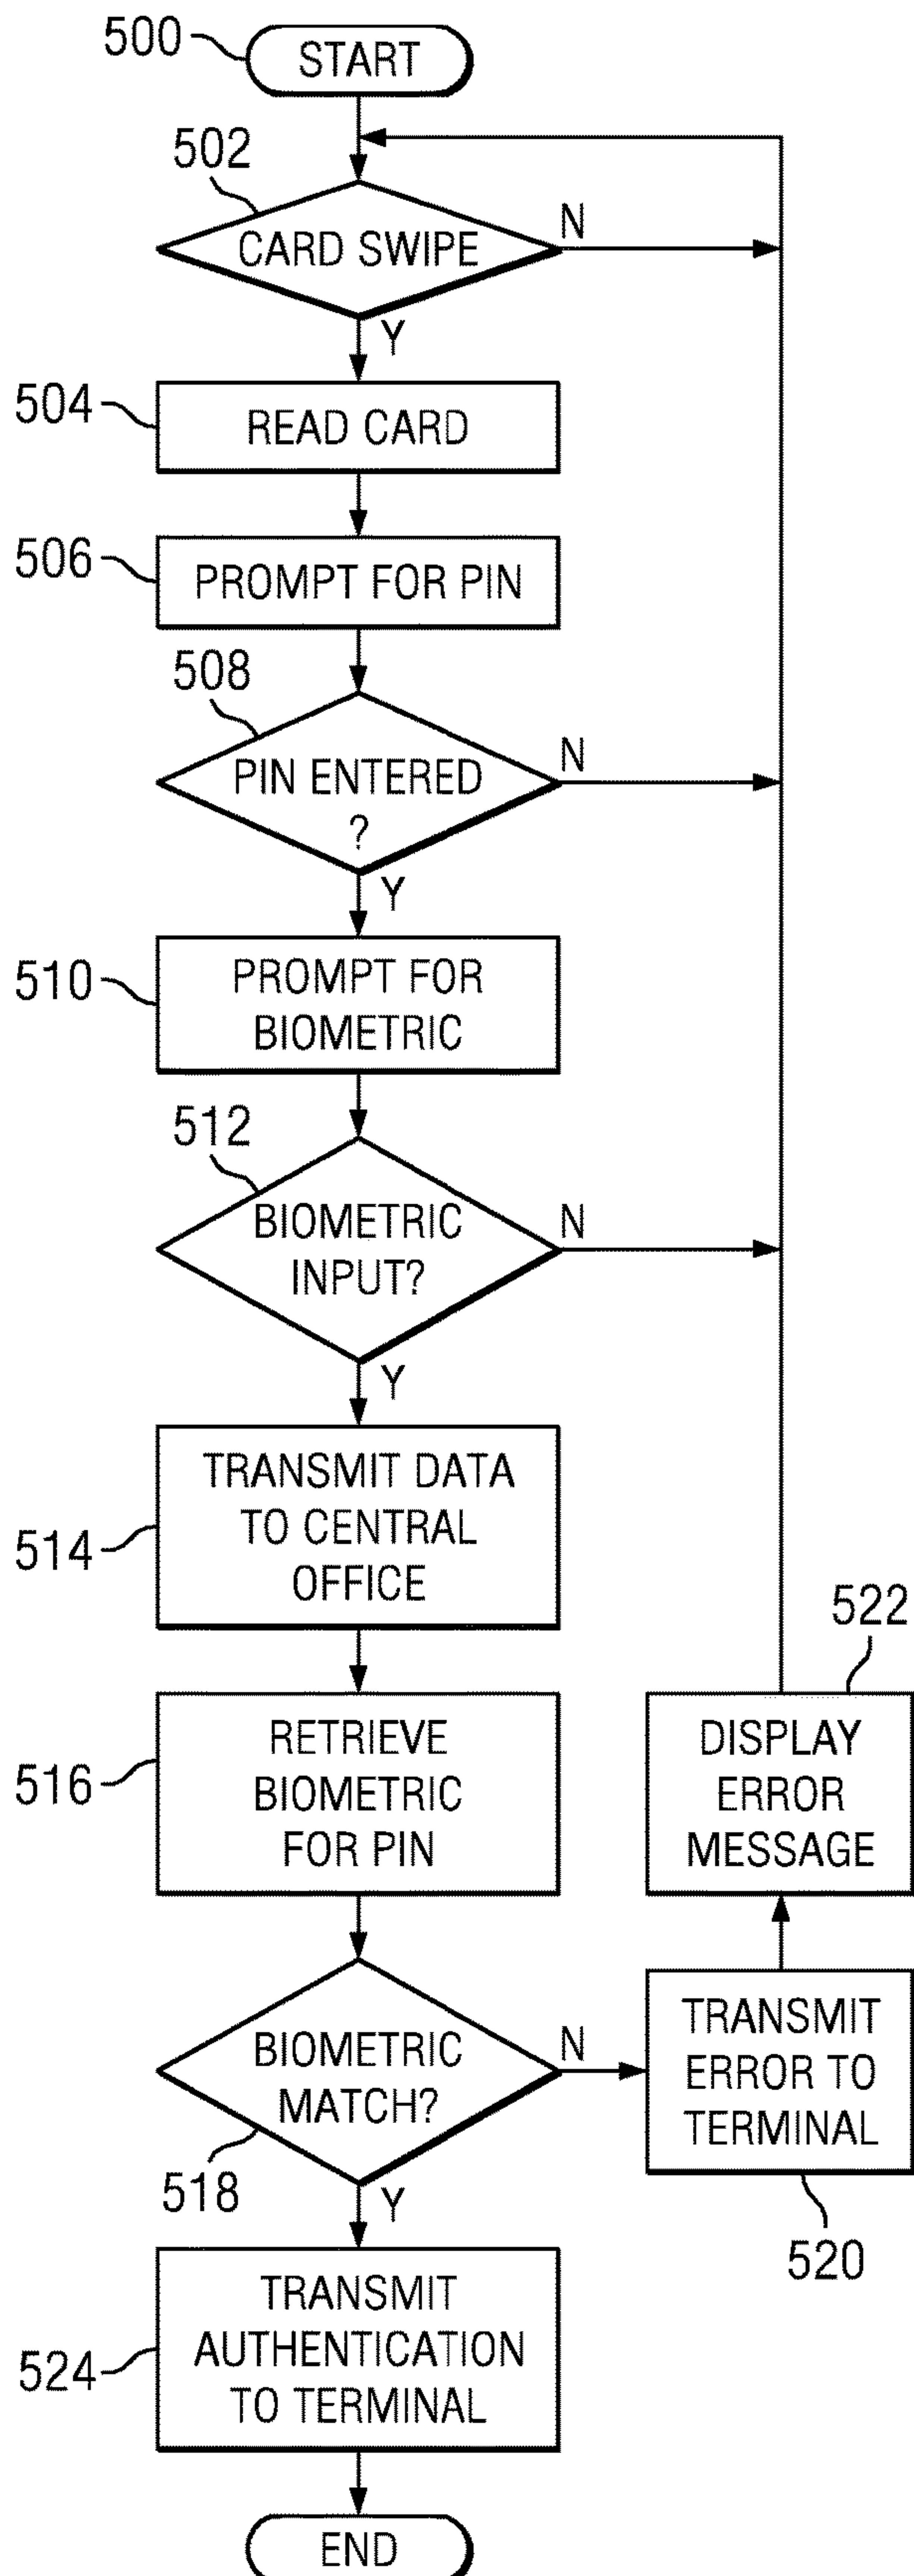 500
START
502
CARD SWIPE
N
Y
504
READ CARD
506
PROMPT FOR PIN
508
PIN ENTERED
?
N
Y
510
PROMPT FOR
BIOMETRIC
512
BIOMETRIC
INPUT?
N
Y
514
TRANSMIT DATA
TO CENTRAL
OFFICE
516
RETRIEVE
BIOMETRIC
FOR PIN
522
DISPLAY
ERROR
MESSAGE
518
BIOMETRIC
MATCH?
N
Y
TRANSMIT
ERROR TO
TERMINAL
520
524
TRANSMIT
AUTHENTICATION
TO TERMINAL
END